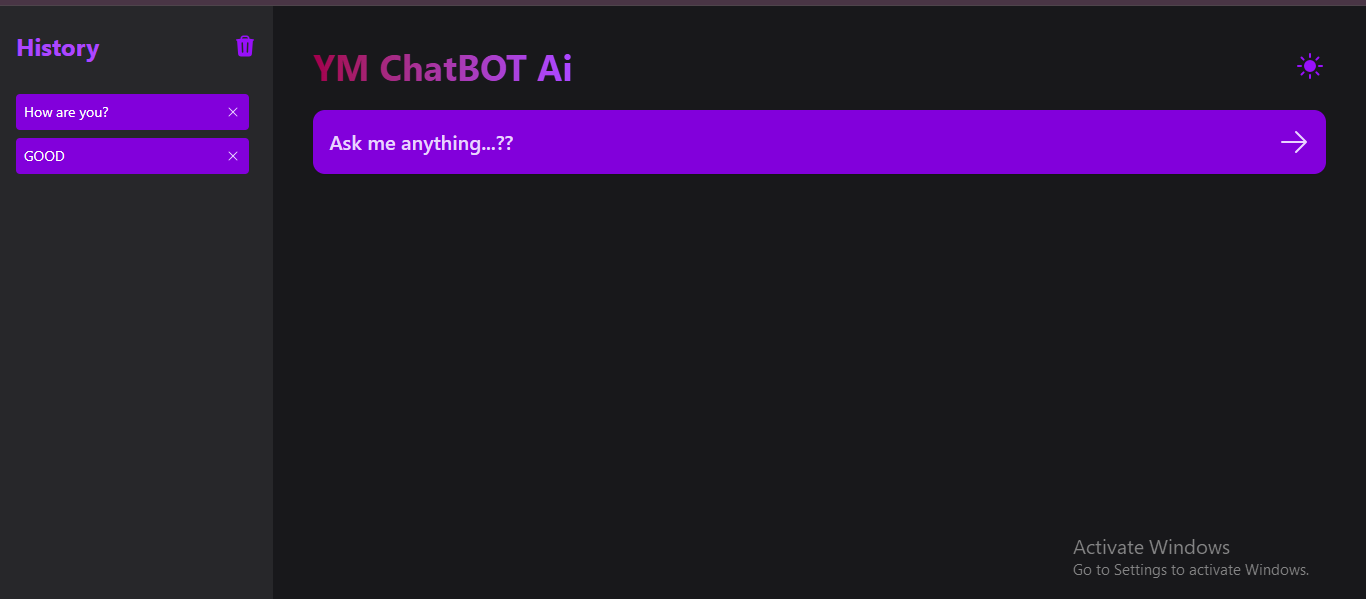 History
How are you?
GOOD
YM ChatBOT Ai
Ask me anything...??
Activate Windows
Go to Settings to activate Windows.